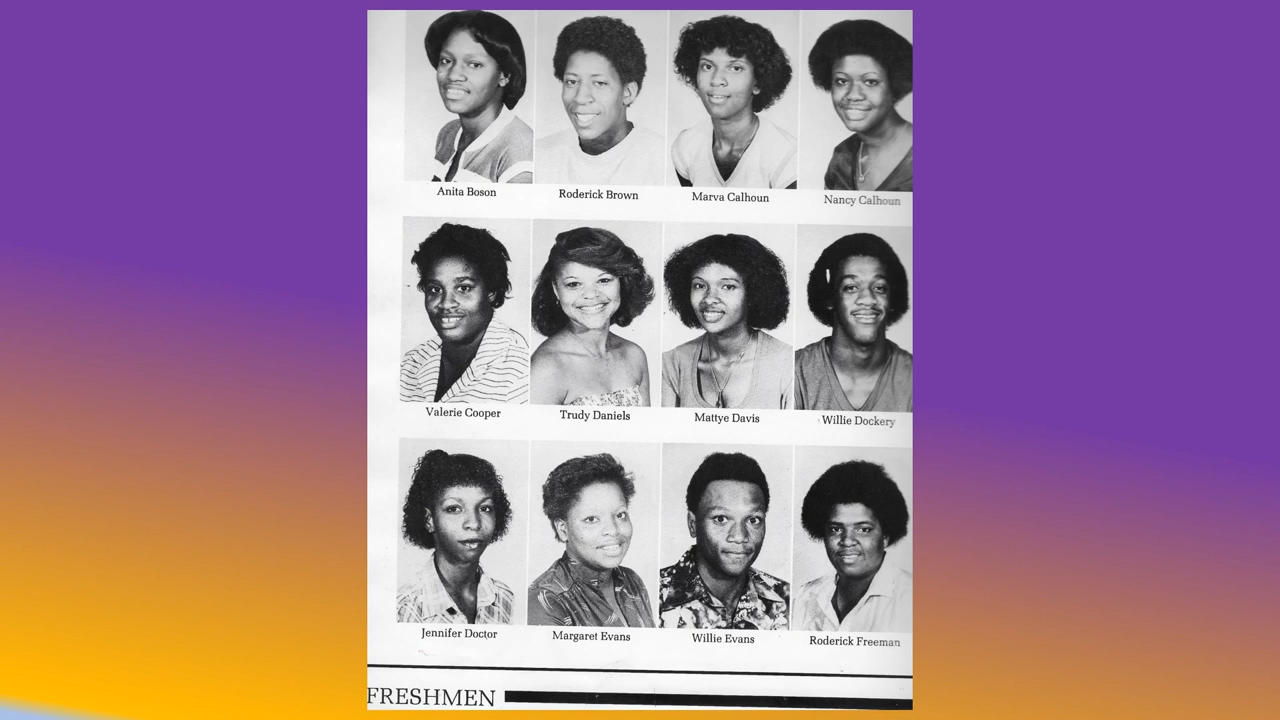 Anita Boson
Roderick Brown
Marva Calhoun
Nancy Calhoun
Valerie Cooper
Trudy Daniels
Mattye Davis
Willie Dockery
Jennifer Doctor
Margaret Evans
Willie Evans
Roderick Freeman
FRESHMEN